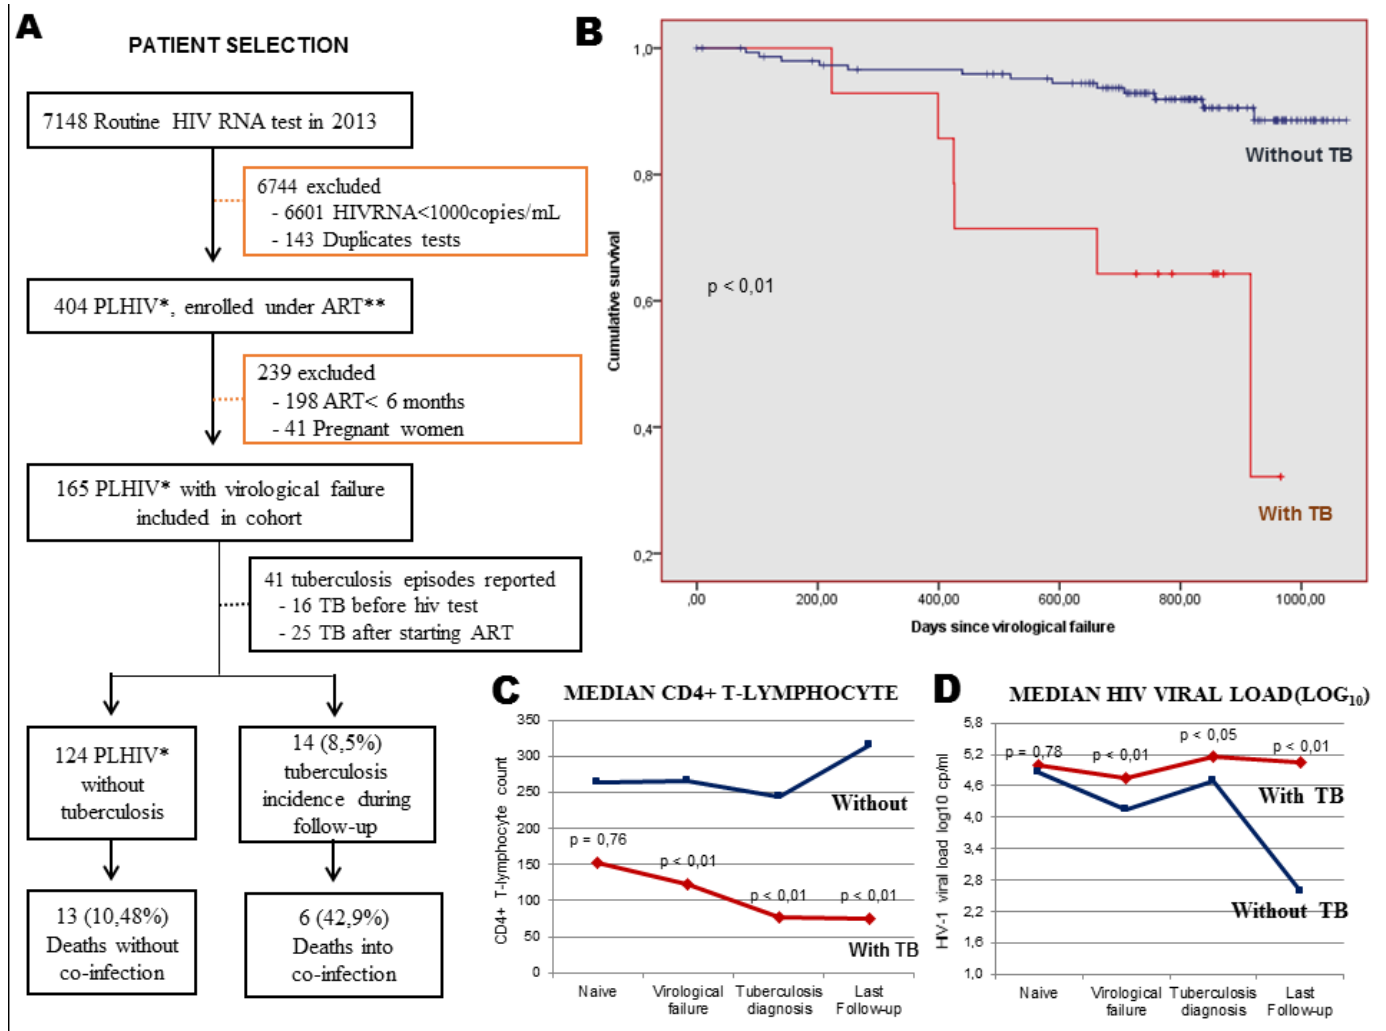 A
PATIENT SELECTION
7148 Routine HIV RNA test in 2013
6744 excluded
- 6601 HIVRNA<1000copies/mL
- 143 Duplicates tests
404 PLHIV*, enrolled under ART**
239 excluded
- 198 ART< 6 months
- 41 Pregnant women
165 PLHIV* with virological failure
included in cohort
41 tuberculosis episodes reported
- 16 TB before hiv test
- 25 TB after starting ART
124 PLHIV*
without
tuberculosis
14 (8,5%)
tuberculosis
incidence during
follow-up
13 (10,48%)
Deaths without
co-infection
6 (42,9%)
Deaths into
co-infection
B
Cumulative survival
1,0
0,8
0,6
0,4
0,2
Without TB
p < 0,01
With TB
,00
200,00
400,00
600,00
800,00
1000,00
Days since virological failure
C
MEDIAN CD4+ T-LYMPHOCYTE
CD4+ T-lymphocyte count
350
300
250
200
150
100
50
0
Without
p = 0,76
p < 0,01
p < 0,01
p < 0,01
With TB
Naive
Virological
failure
Tuberculosis
diagnosis
Last
Follow-up
D
MEDIAN HIV VIRAL LOAD(LOG10)
HIV-1 viral load log10 cp/ml
5,8
5,2
4,6
4,0
3,4
2,8
2,2
1,6
1,0
p = 0,78
p < 0,01
p < 0,05
p < 0,01
With TB
Without TB
Naive
Virological
failure
Tuberculosis
diagnosis
Last
Follow-up